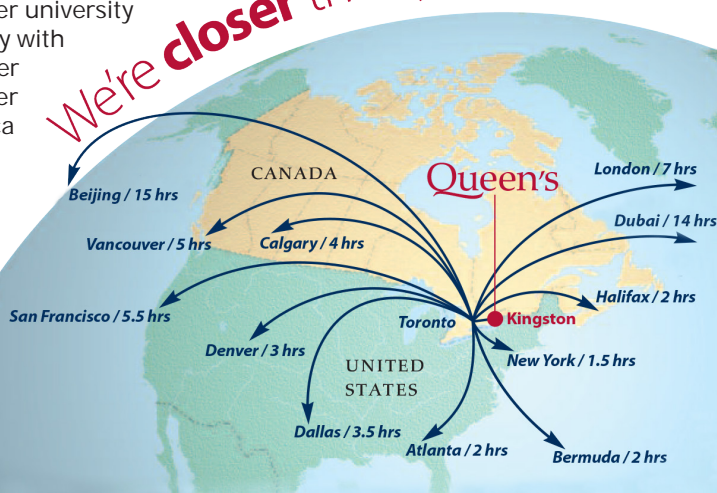 er university
y with
er
er
ca
We're closer
CANADA
Queen's
London / 7 hrs
Beijing / 15 hrs
Dubai / 14 hrs
Vancouver / 5 hrs
Calgary / 4 hrs
Halifax / 2 hrs
San Francisco / 5.5 hrs
Toronto
Kingston
Denver / 3 hrs
New York / 1.5 hrs
UNITED
STATES
Dallas / 3.5 hrs
Atlanta / 2 hrs
Bermuda / 2 hrs